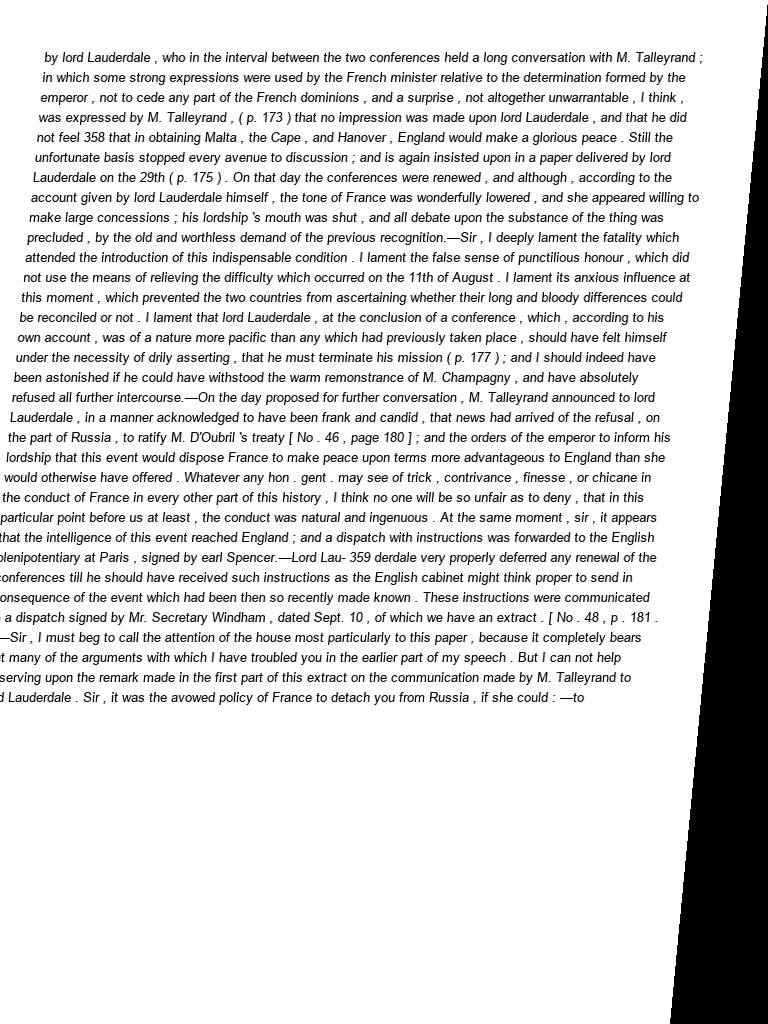 by lord Lauderdale , who in the interval between the two conferences held a long conversation with M. Talleyrand ;
in which some strong expressions were used by the French minister relative to the determination formed by the
emperor , not to cede any part of the French dominions , and a surprise , not altogether unwarrantable , I think ,
was expressed by M. Talleyrand , ( p. 173 ) that no impression was made upon lord Lauderdale , and that he did
not feel 358 that in obtaining Malta , the Cape , and Hanover , England would make a glorious peace . Still the
unfortunate basis stopped every avenue to discussion ; and is again insisted upon in a paper delivered by lord
Lauderdale on the 29th ( p. 175 ) . On that day the conferences were renewed , and although , according to the
account given by lord Lauderdale himself , the tone of France was wonderfully lowered , and she appeared willing to
make large concessions ; his lordship 's mouth was shut , and all debate upon the substance of the thing was
precluded , by the old and worthless demand of the previous recognition.—Sir , I deeply lament the fatality which
attended the introduction of this indispensable condition . I lament the false sense of punctilious honour , which did
not use the means of relieving the difficulty which occurred on the 11th of August . I lament its anxious influence at
this moment , which prevented the two countries from ascertaining whether their long and bloody differences could
be reconciled or not . I lament that lord Lauderdale , at the conclusion of a conference , which , according to his
own account , was of a nature more pacific than any which had previously taken place , should have felt himself
under the necessity of drily asserting , that he must terminate his mission ( p. 177 ) ; and I should indeed have
been astonished if he could have withstood the warm remonstrance of M. Champagny , and have absolutely
refused all further intercourse.—On the day proposed for further conversation , M. Talleyrand announced to lord
Lauderdale , in a manner acknowledged to have been frank and candid , that news had arrived of the refusal , on
the part of Russia , to ratify M. D'Oubril 's treaty [ No . 46 , page 180 ] ; and the orders of the emperor to inform his
lordship that this event would dispose France to make peace upon terms more advantageous to England than she
would otherwise have offered . Whatever any hon . gent . may see of trick , contrivance , finesse , or chicane in
the conduct of France in every other part of this history , I think no one will be so unfair as to deny , that in this
particular point before us at least , the conduct was natural and ingenuous . At the same moment , sir , it appears
that the intelligence of this event reached England ; and a dispatch with instructions was forwarded to the English
plenipotentiary at Paris , signed by earl Spencer.—Lord Lau- 359 derdale very properly deferred any renewal of the
conferences till he should have received such instructions as the English cabinet might think proper to send in
onsequence of the event which had been then so recently made known . These instructions were communicated
a dispatch signed by Mr. Secretary Windham , dated Sept. 10 , of which we have an extract . [ No . 48 , p . 181 .
—Sir , I must beg to call the attention of the house most particularly to this paper , because it completely bears
t many of the arguments with which I have troubled you in the earlier part of my speech . But I can not help
serving upon the remark made in the first part of this extract on the communication made by M. Talleyrand to
d Lauderdale . Sir , it was the avowed policy of France to detach you from Russia , if she could : —to